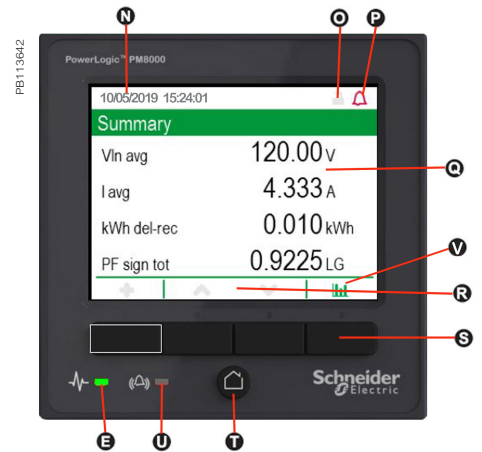 N
O
P
PB113642
PowerLogic™ PM8000
10/05/2019 15:24:01
Summary
Vln avg 120.00 V
Q
I avg 4.333 A
V
kWh del-rec 0.010 kWh
PF sign tot 0.9225 LG
R
S
Schneider
Electric
E
U
T